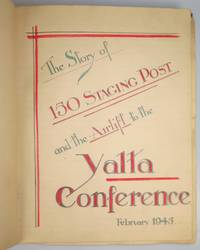 The Story of
150 STAGING POST
and the Airlift to the
Yalta
Conference
February 1945